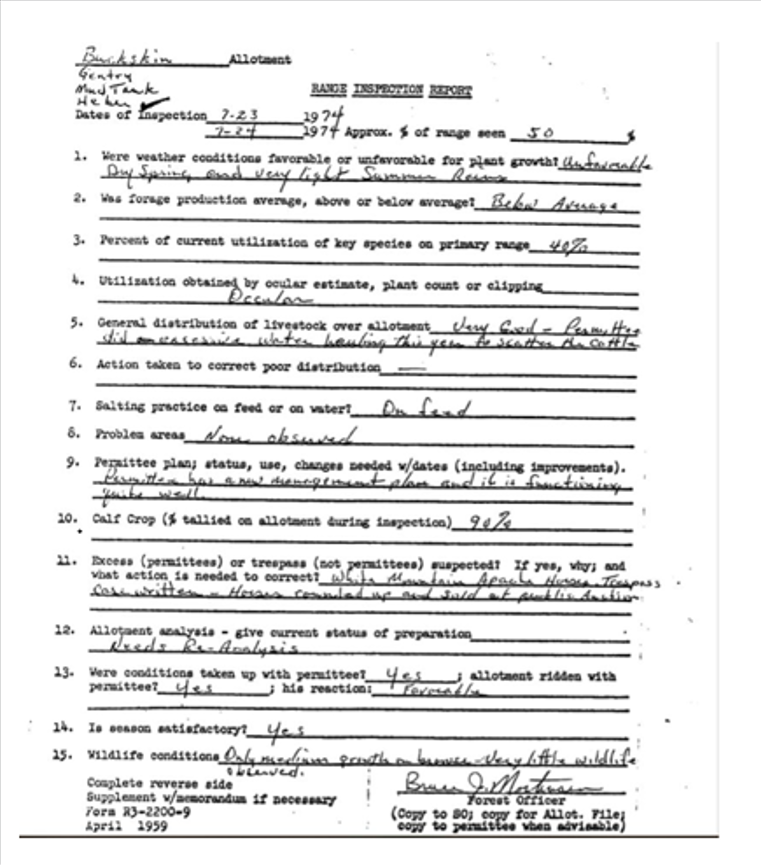 Buckskin Allotment
Gentry
Mud Tank
Heber ✓
RANGE INSPECTION REPORT
Dates of Inspection 7-23 1974
7-24 1974 Approx. % of range seen 50 %
1. Were weather conditions favorable or unfavorable for plant growth? Unfavorable
Dry Spring and very light Summer Rains
2. Was forage production average, above or below average? Below Average
3. Percent of current utilization of key species on primary range 40%
4. Utilization obtained by ocular estimate, plant count or clipping
Occular
5. General distribution of livestock over allotment Very Good - Permittee
did an excessive water hauling this year to scatter the cattle
6. Action taken to correct poor distribution —
7. Salting practice on feed or on water? On feed
8. Problem areas None observed
9. Permittee plan; status, use, changes needed w/dates (including improvements).
Permittee has a new management plan and it is functioning
quite well
10. Calf Crop (% tallied on allotment during inspection) 90%
11. Excess (permittees) or trespass (not permittees) suspected? If yes, why; and
what action is needed to correct? White Mountain Apache Horses. Trespass
Case written - Horses rounded up and sold at public Auction
12. Allotment analysis - give current status of preparation
Needs Re-Analysis
13. Were conditions taken up with permittee? yes ; allotment ridden with
permittee? yes ; his reaction: Favorable
14. Is season satisfactory? Yes
15. Wildlife conditions Only medium growth on browse - Very little wildlife
observed.
Complete reverse side
Supplement w/memorandum if necessary
Form R3-2200-9
April 1959
Bruce J. Mortensen
Forest Officer
(Copy to SO; copy for Allot. File;
copy to permittee when advisable)